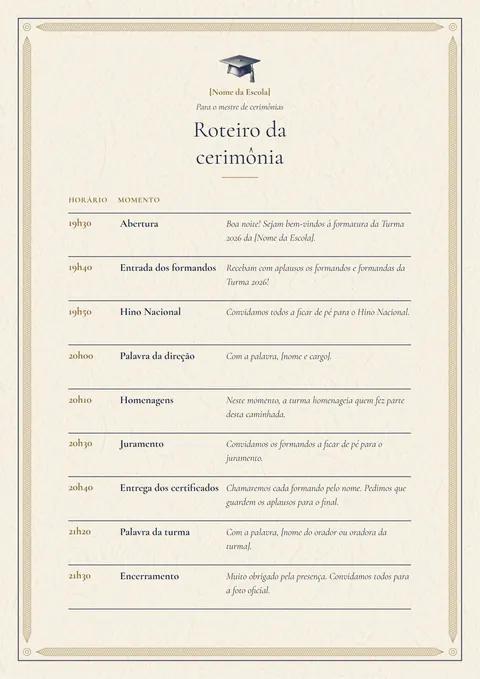 [Nome da Escola]
Para o mestre de cerimônias
Roteiro da
cerimônia
HORÁRIO MOMENTO
19h30 Abertura Boa noite! Sejam bem-vindos à formatura da Turma
2026 da [Nome da Escola].
19h40 Entrada dos formandos Recebam com aplausos os formandos e formandas da
Turma 2026!
19h50 Hino Nacional Convidamos todos a ficar de pé para o Hino Nacional.
20h00 Palavra da direção Com a palavra, [nome e cargo].
20h10 Homenagens Neste momento, a turma homenageia quem fez parte
desta caminhada.
20h30 Juramento Convidamos os formandos a ficar de pé para o
juramento.
20h40 Entrega dos certificados Chamaremos cada formando pelo nome. Pedimos que
guardem os aplausos para o final.
21h20 Palavra da turma Com a palavra, [nome do orador ou oradora da
turma].
21h30 Encerramento Muito obrigado pela presença. Convidamos todos para
a foto oficial.